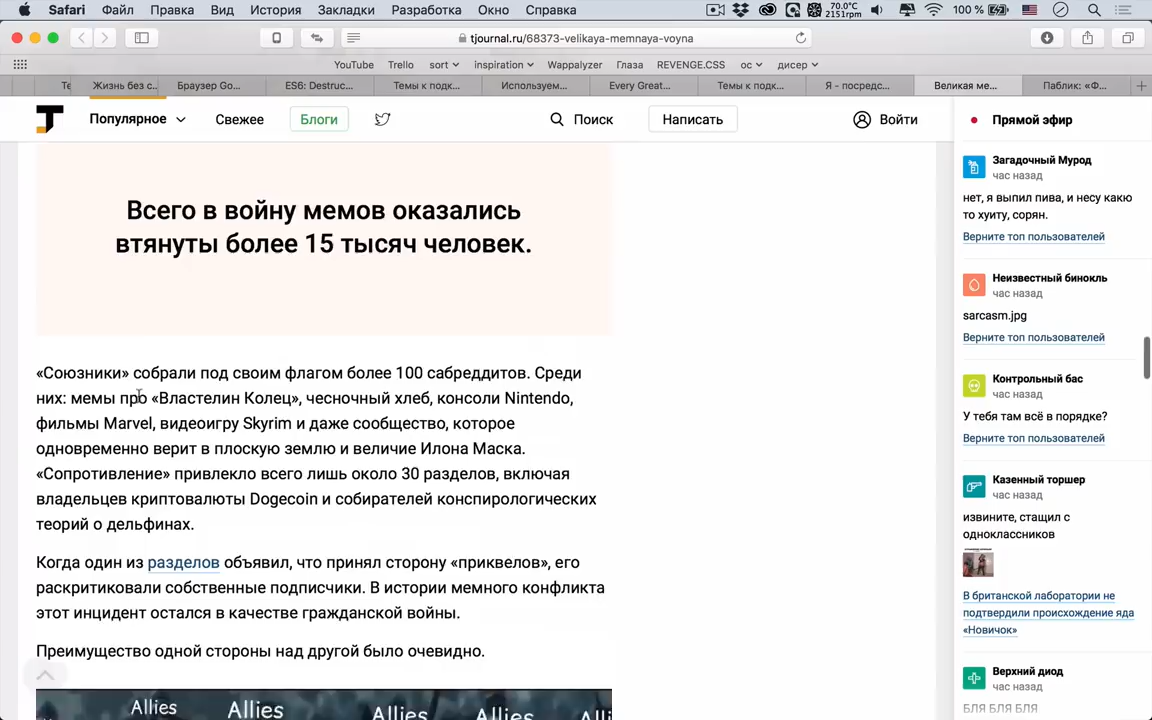 Safari Файл Правка Вид История Закладки Разработка Окно Справка 70.0°C 2151rpm 100 %
tjournal.ru/68373-velikaya-memnaya-voyna
YouTube Trello sort inspiration Wappalyzer Глаза REVENGE.CSS ос дисер
Те Жизнь без с... Браузер Go... ES6: Destruc... Темы к подк... Используем... Every Great... Темы к подк... Я - посредс... Великая ме... Паблик: «Ф...
Популярное Свежее Блоги Поиск Написать Войти
Прямой эфир
Всего в войну мемов оказались
втянуты более 15 тысяч человек.
«Союзники» собрали под своим флагом более 100 сабреддитов. Среди
них: мемы про «Властелин Колец», чесночный хлеб, консоли Nintendo,
фильмы Marvel, видеоигру Skyrim и даже сообщество, которое
одновременно верит в плоскую землю и величие Илона Маска.
«Сопротивление» привлекло всего лишь около 30 разделов, включая
владельцев криптовалюты Dogecoin и собирателей конспирологических
теорий о дельфинах.
Когда один из разделов объявил, что принял сторону «приквелов», его
раскритиковали собственные подписчики. В истории мемного конфликта
этот инцидент остался в качестве гражданской войны.
Преимущество одной стороны над другой было очевидно.
Allies Allies Allies Allies Alli
Загадочный Мурод
час назад
нет, я выпил пива, и несу какю
то хуиту, сорян.
Верните топ пользователей
Неизвестный бинокль
час назад
sarcasm.jpg
Верните топ пользователей
Контрольный бас
час назад
У тебя там всё в порядке?
Верните топ пользователей
Казенный торшер
час назад
извините, стащил с
одноклассников
В британской лаборатории не
подтвердили происхождение яда
«Новичок»
Верхний диод
час назад
БЛЯ БЛЯ БЛЯ